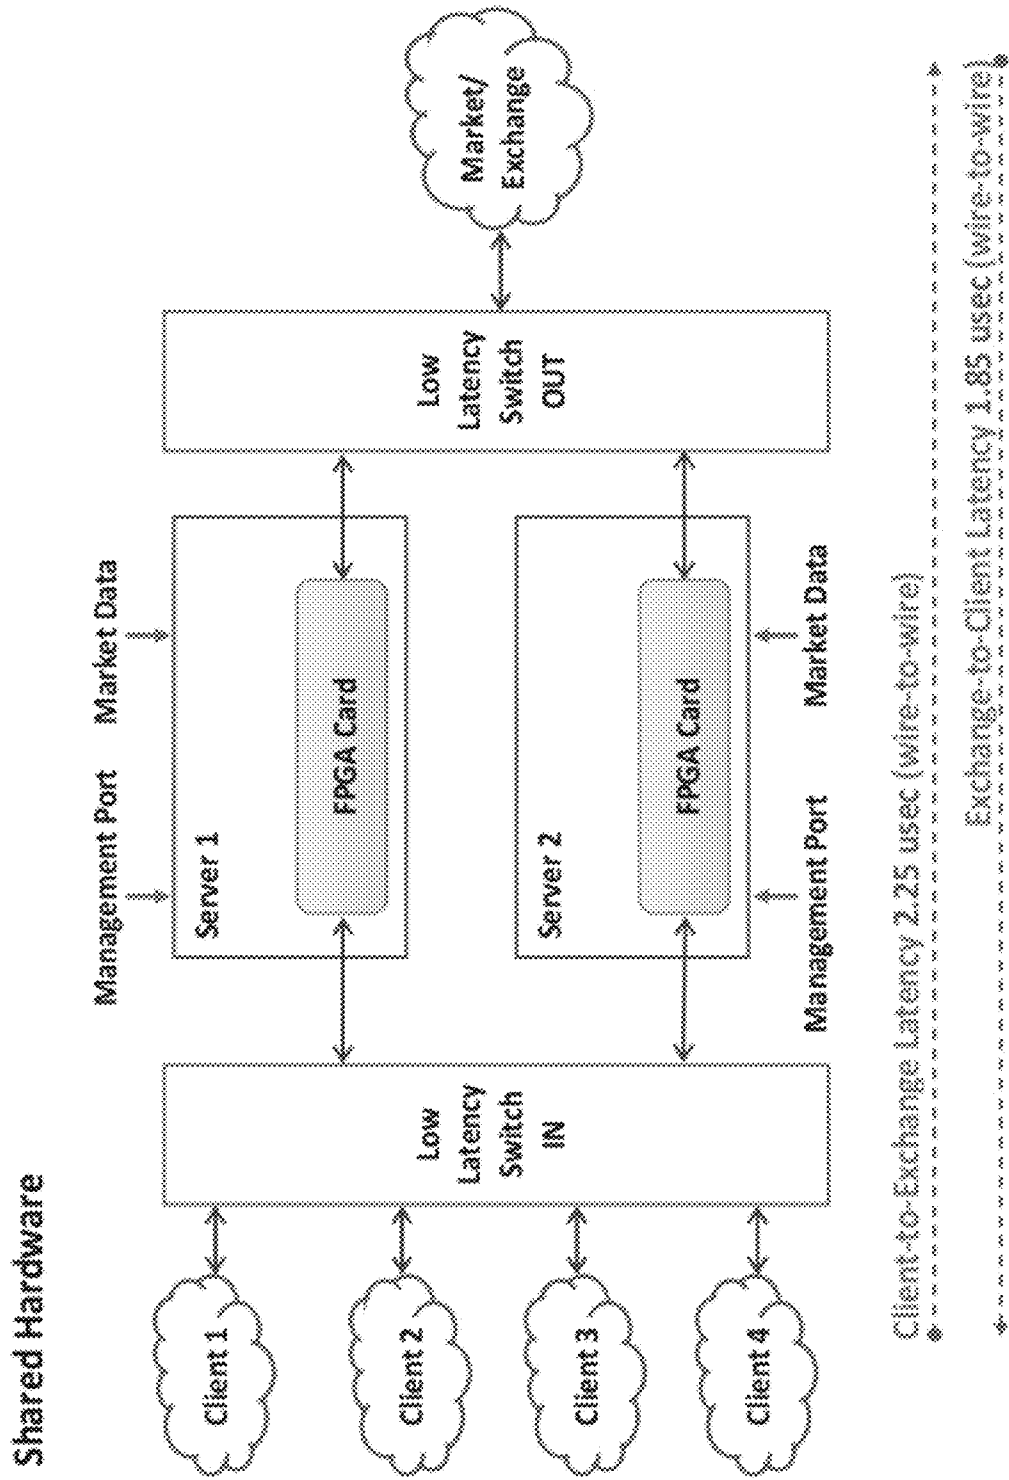 Shared Hardware
Management Port
Market Data
Client 1
Client 2
Client 3
Client 4
Low
Latency
Switch
IN
Server 1
FPGA Card
Server 2
FPGA Card
Low
Latency
Switch
OUT
Market/
Exchange
Management Port
Market Data
Client-to-Exchange Latency 2.25 usec (wire-to-wire)
Exchange-to-Client Latency 1.85 usec (wire-to-wire)